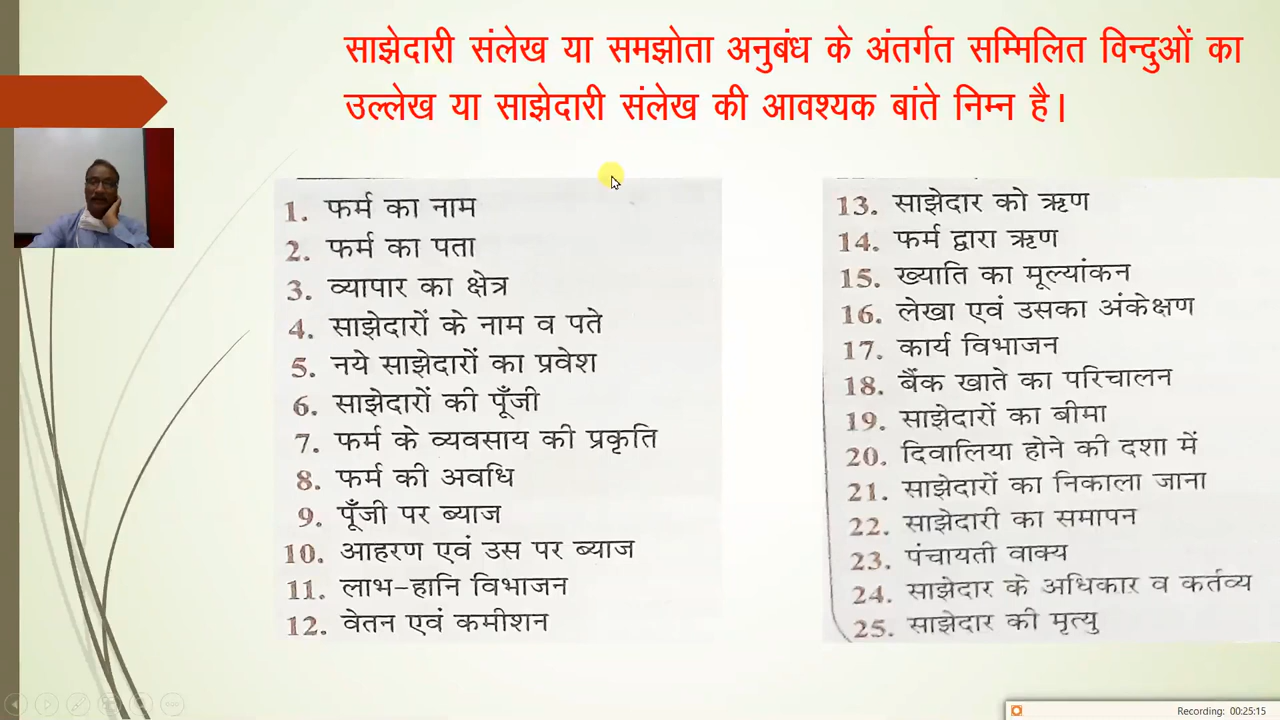 साझेदारी संलेख या समझोता अनुबंध के अंतर्गत सम्मिलित विन्दुओं का
उल्लेख या साझेदारी संलेख की आवश्यक बांते निम्न है।
1. फर्म का नाम
2. फर्म का पता
3. व्यापार का क्षेत्र
4. साझेदारों के नाम व पते
5. नये साझेदारों का प्रवेश
6. साझेदारों की पूँजी
7. फर्म के व्यवसाय की प्रकृति
8. फर्म की अवधि
9. पूँजी पर ब्याज
10. आहरण एवं उस पर ब्याज
11. लाभ-हानि विभाजन
12. वेतन एवं कमीशन
13. साझेदार को ऋण
14. फर्म द्वारा ऋण
15. ख्याति का मूल्यांकन
16. लेखा एवं उसका अंकेक्षण
17. कार्य विभाजन
18. बैंक खाते का परिचालन
19. साझेदारों का बीमा
20. दिवालिया होने की दशा में
21. साझेदारों का निकाला जाना
22. साझेदारी का समापन
23. पंचायती वाक्य
24. साझेदार के अधिकार व कर्तव्य
25. साझेदार की मृत्यु
Recording: 00:25:15